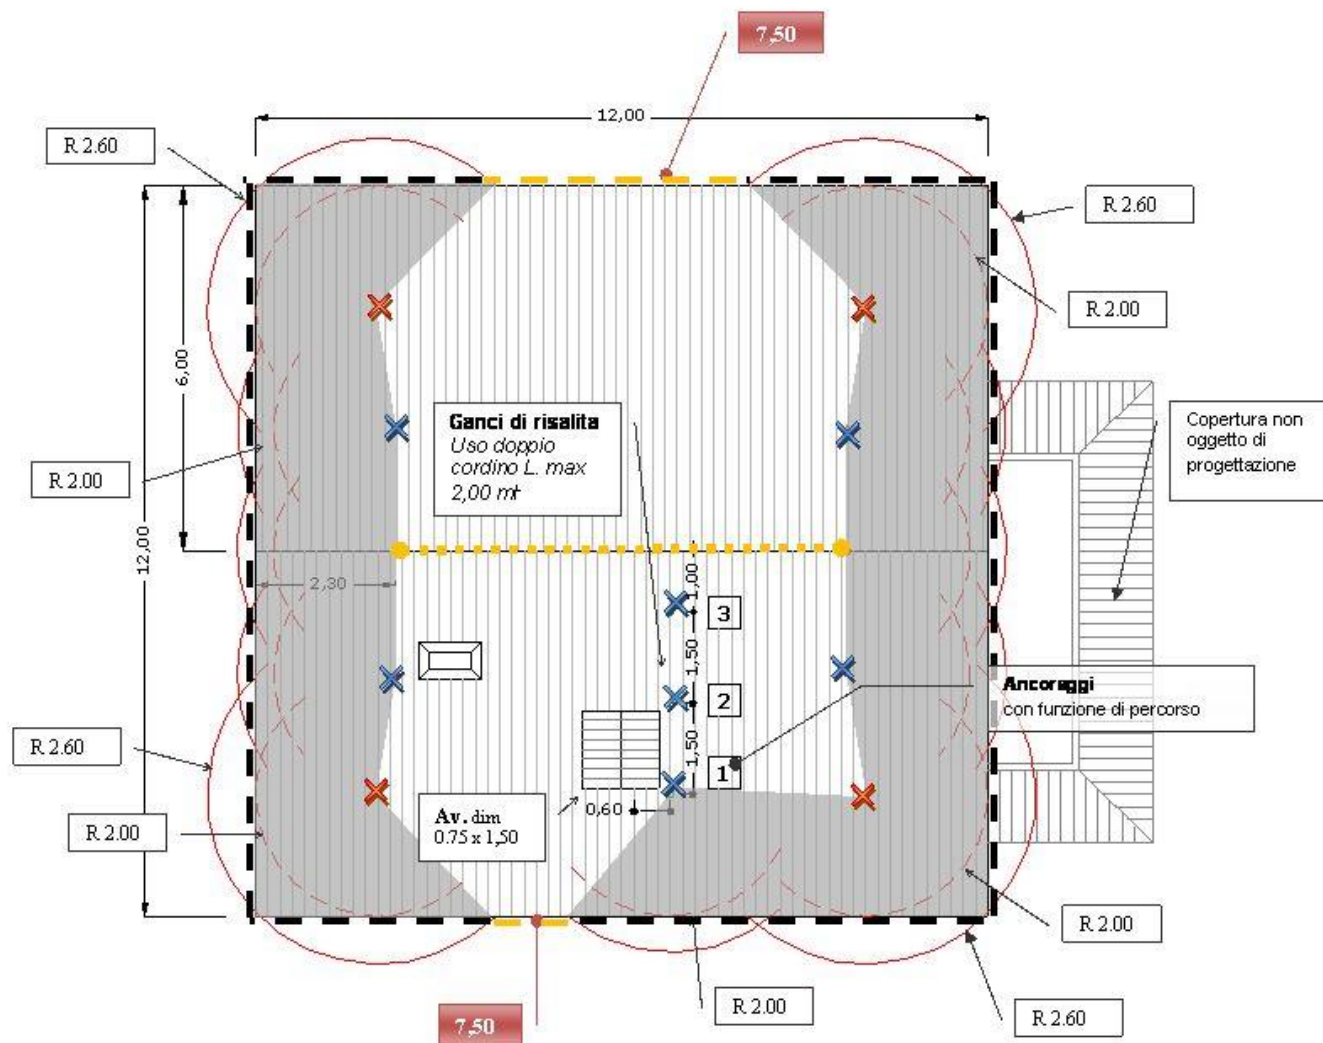 7,50
12,00
R 2.60
R 2.60
R 2.00
6,00
Ganci di risalita
Uso doppio
cordino L. max
2,00 mt
Copertura non
oggetto di
progettazione
R 2.00
12,00
2,30
1,00
3
1,50
2
Ancoraggi
con funzione di percorso
R 2.60
1,50
1
0,60
Av. dim
0.75 x 1,50
R 2.00
R 2.00
R 2.00
R 2.60
7,50